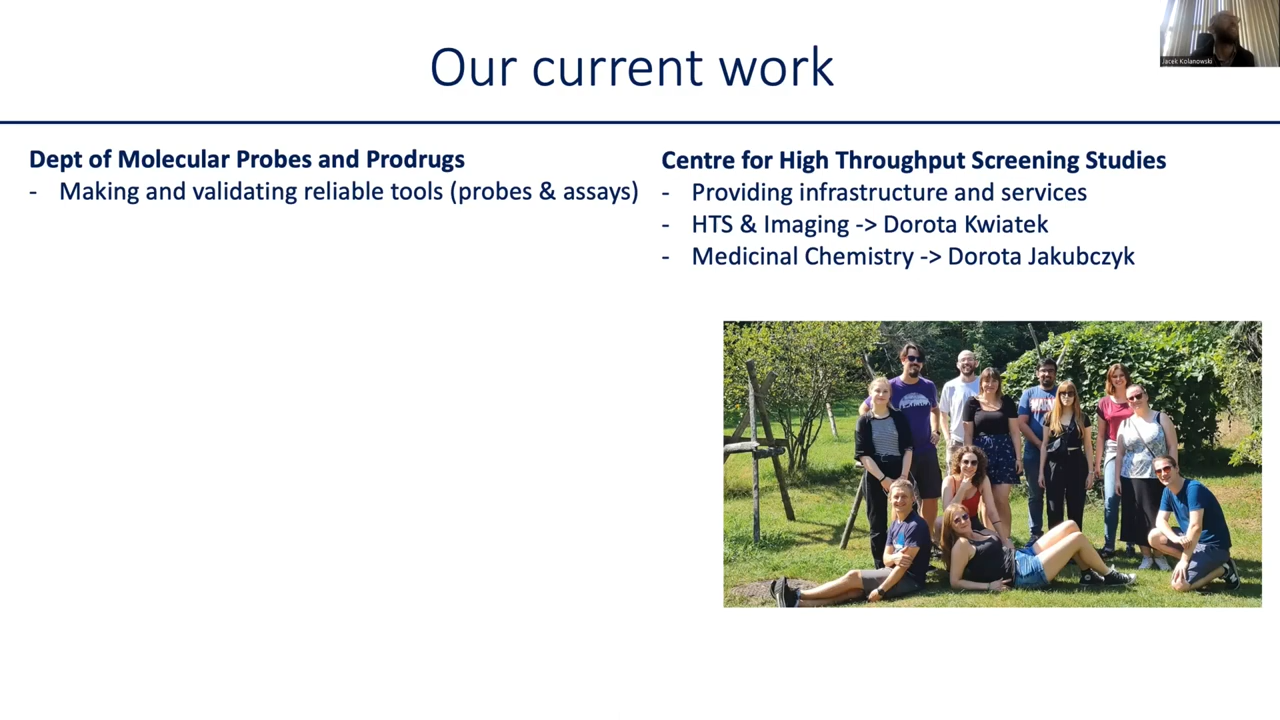 Our current work
Jacek Kolanowski
Dept of Molecular Probes and Prodrugs
- Making and validating reliable tools (probes & assays)
Centre for High Throughput Screening Studies
- Providing infrastructure and services
- HTS & Imaging -> Dorota Kwiatek
- Medicinal Chemistry -> Dorota Jakubczyk